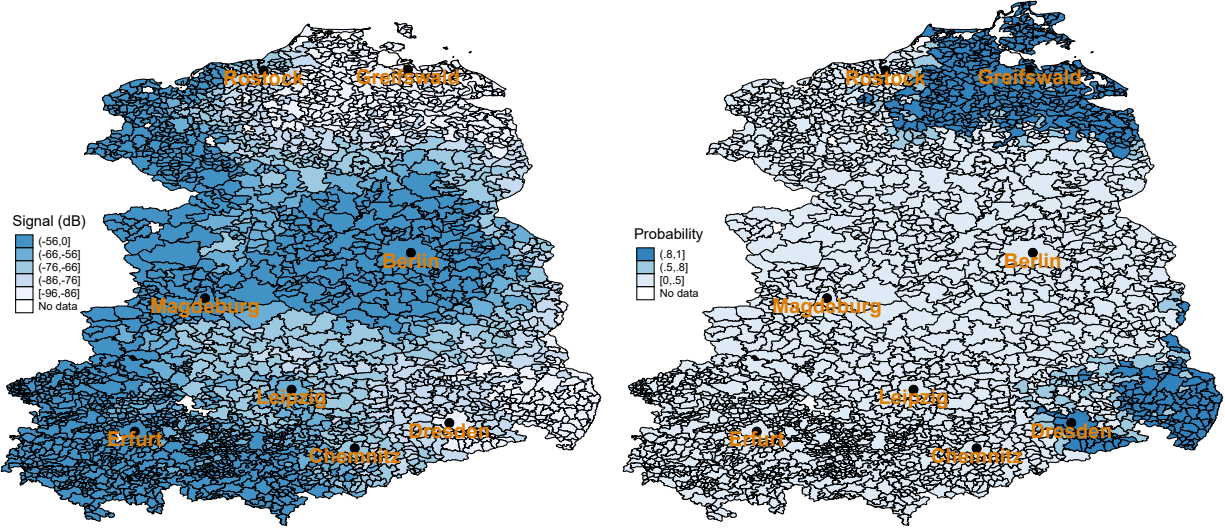 Rostock
Greifswald
Signal (dB)
(-56,0]
(-66,-56]
(-76,-66]
(-86,-76]
[-96,-86]
No data
Berlin
Magdeburg
Leipzig
Erfurt
Dresden
Chemnitz
Rostock
Greifswald
Probability
(.8,1]
(.5,.8]
[0,.5]
No data
Berlin
Magdeburg
Leipzig
Erfurt
Dresden
Chemnitz